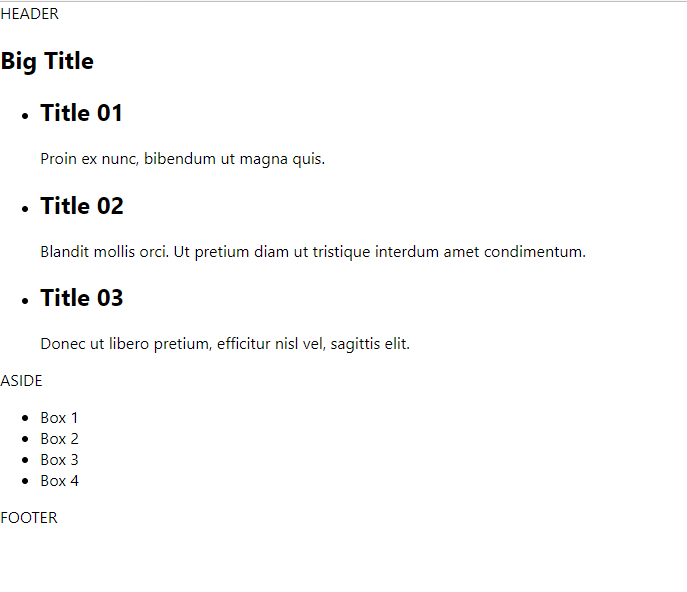 HEADER
Big Title
Title 01
Proin ex nunc, bibendum ut magna quis.
Title 02
Blandit mollis orci. Ut pretium diam ut tristique interdum amet condimentum.
Title 03
Donec ut libero pretium, efficitur nisl vel, sagittis elit.
ASIDE
Box 1
Box 2
Box 3
Box 4
FOOTER